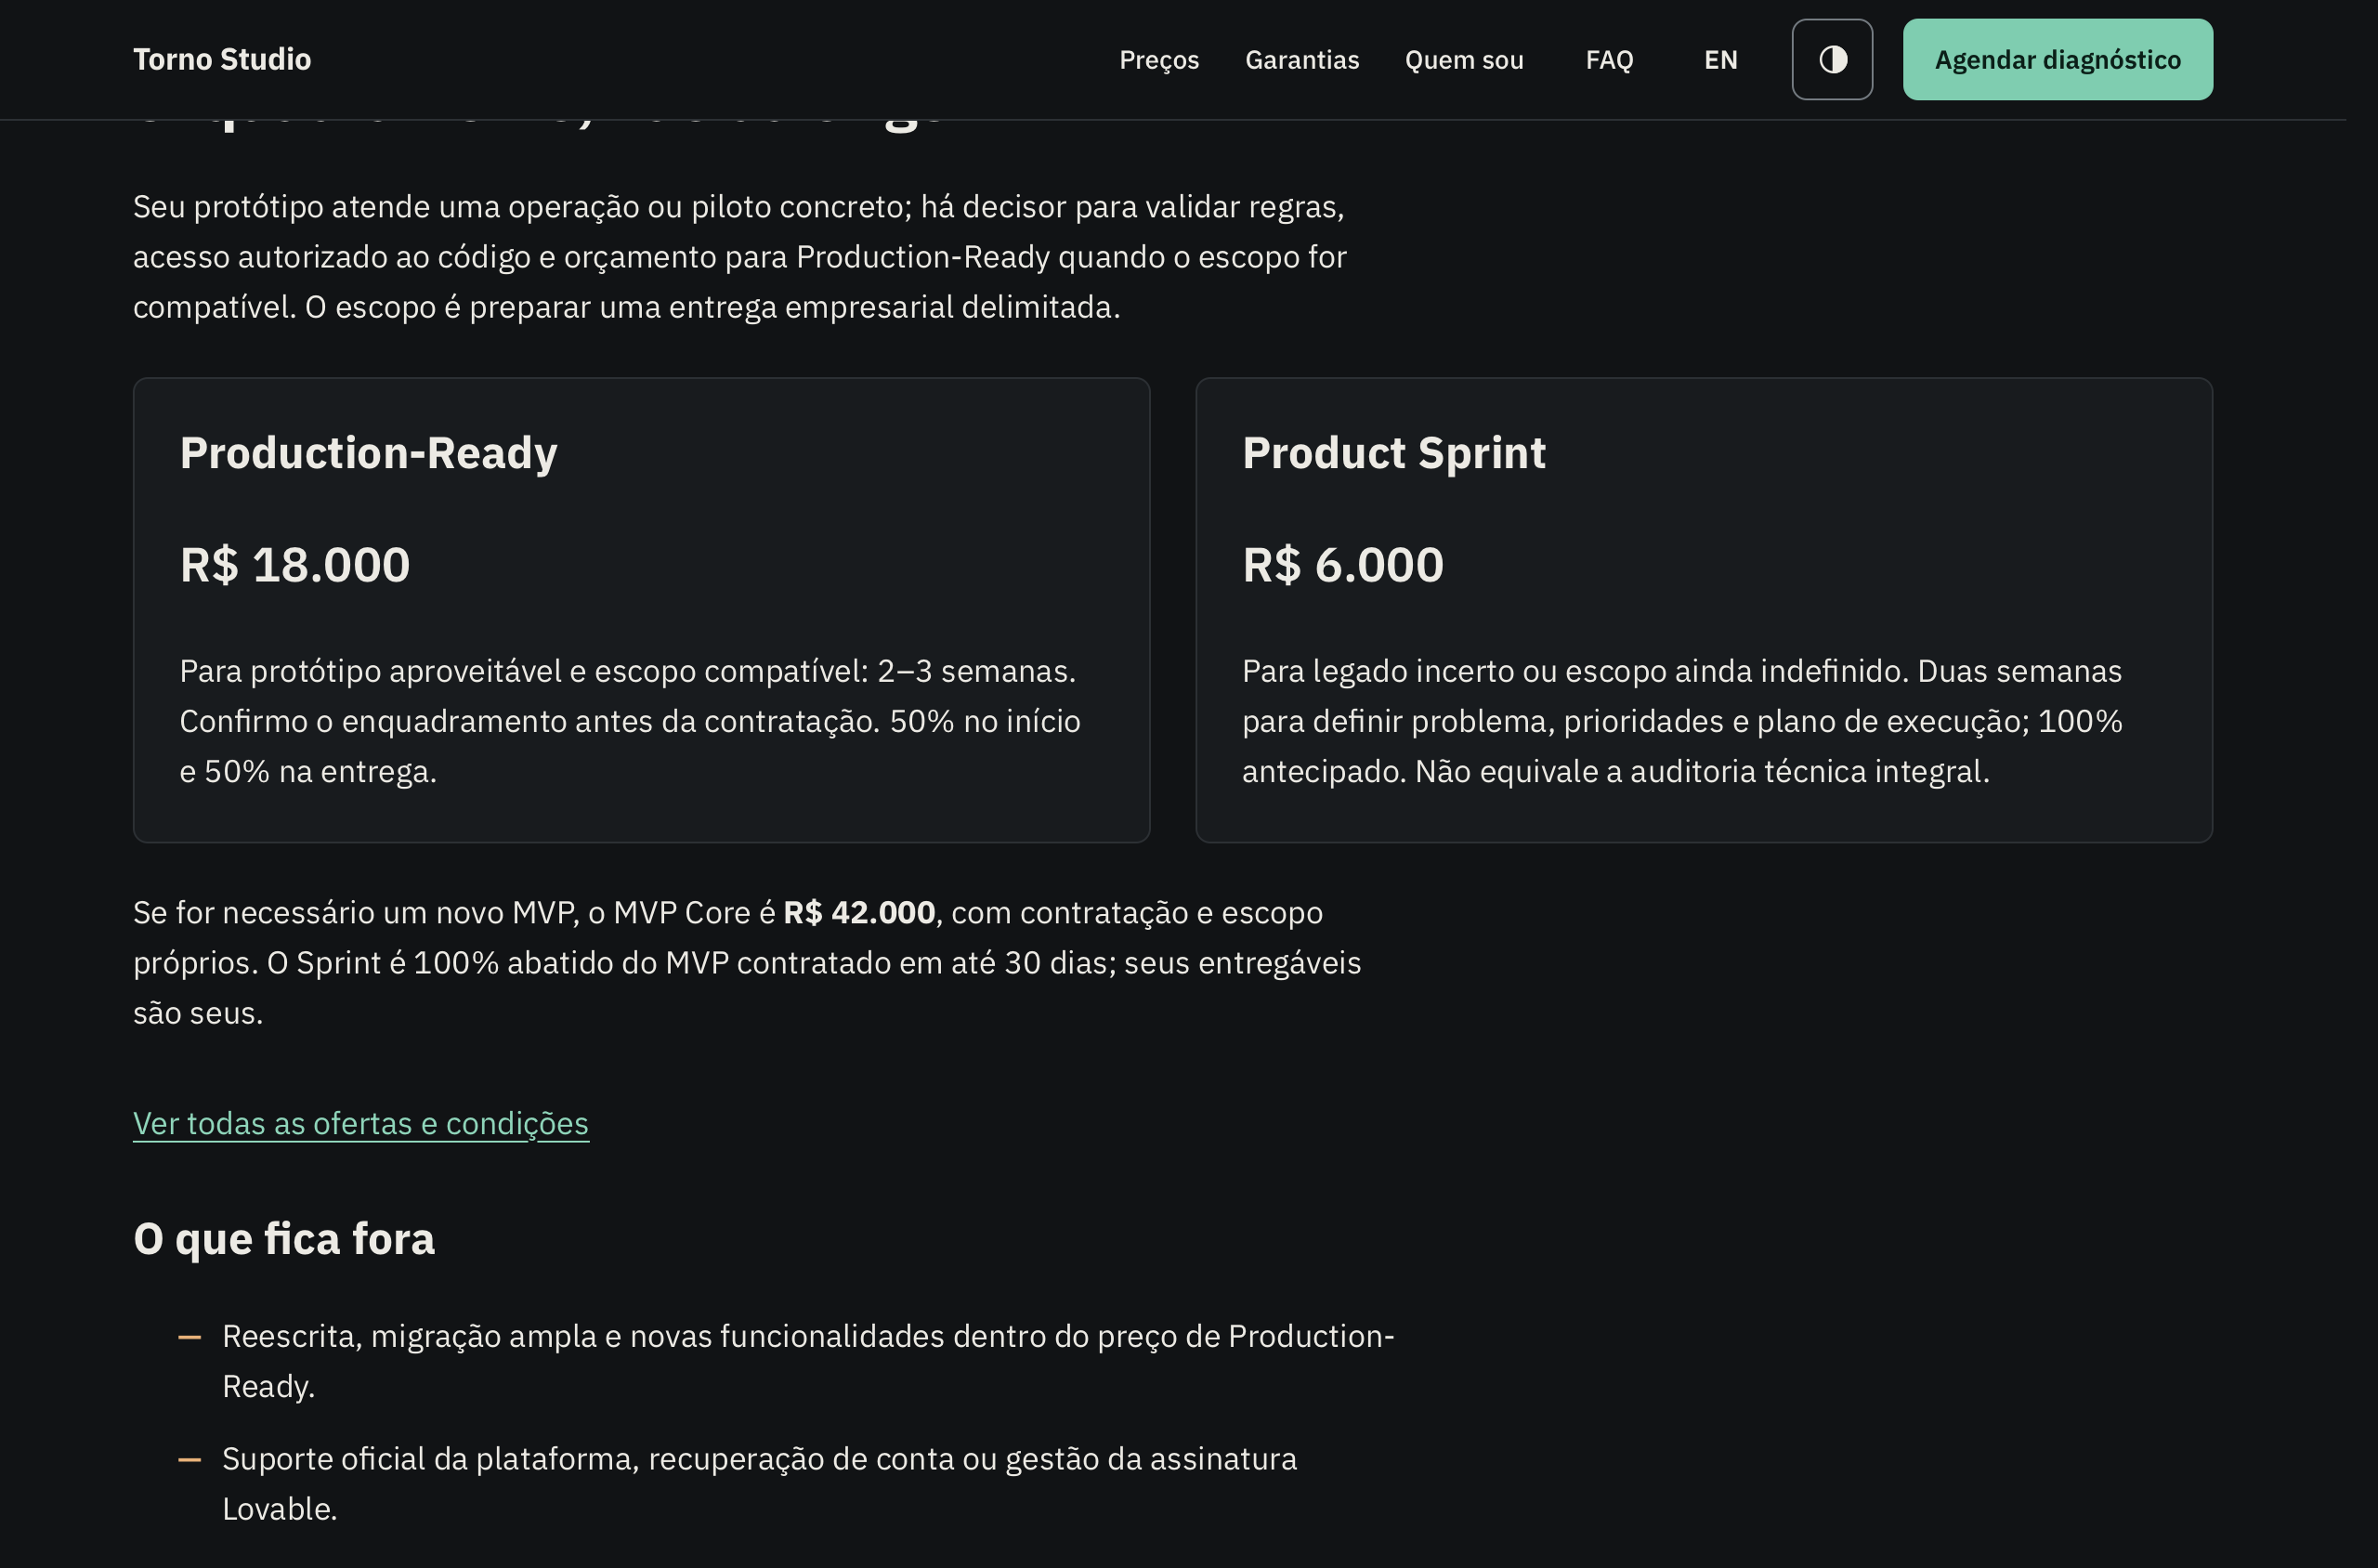 Torno Studio
Preços
Garantias
Quem sou
FAQ
EN
Agendar diagnóstico
Seu protótipo atende uma operação ou piloto concreto; há decisor para validar regras,
acesso autorizado ao código e orçamento para Production-Ready quando o escopo for
compatível. O escopo é preparar uma entrega empresarial delimitada.
Production-Ready
R$ 18.000
Para protótipo aproveitável e escopo compatível: 2–3 semanas.
Confirmo o enquadramento antes da contratação. 50% no início
e 50% na entrega.
Product Sprint
R$ 6.000
Para legado incerto ou escopo ainda indefinido. Duas semanas
para definir problema, prioridades e plano de execução; 100%
antecipado. Não equivale a auditoria técnica integral.
Se for necessário um novo MVP, o MVP Core é R$ 42.000, com contratação e escopo
próprios. O Sprint é 100% abatido do MVP contratado em até 30 dias; seus entregáveis
são seus.
Ver todas as ofertas e condições
O que fica fora
— Reescrita, migração ampla e novas funcionalidades dentro do preço de Production-
Ready.
— Suporte oficial da plataforma, recuperação de conta ou gestão da assinatura
Lovable.